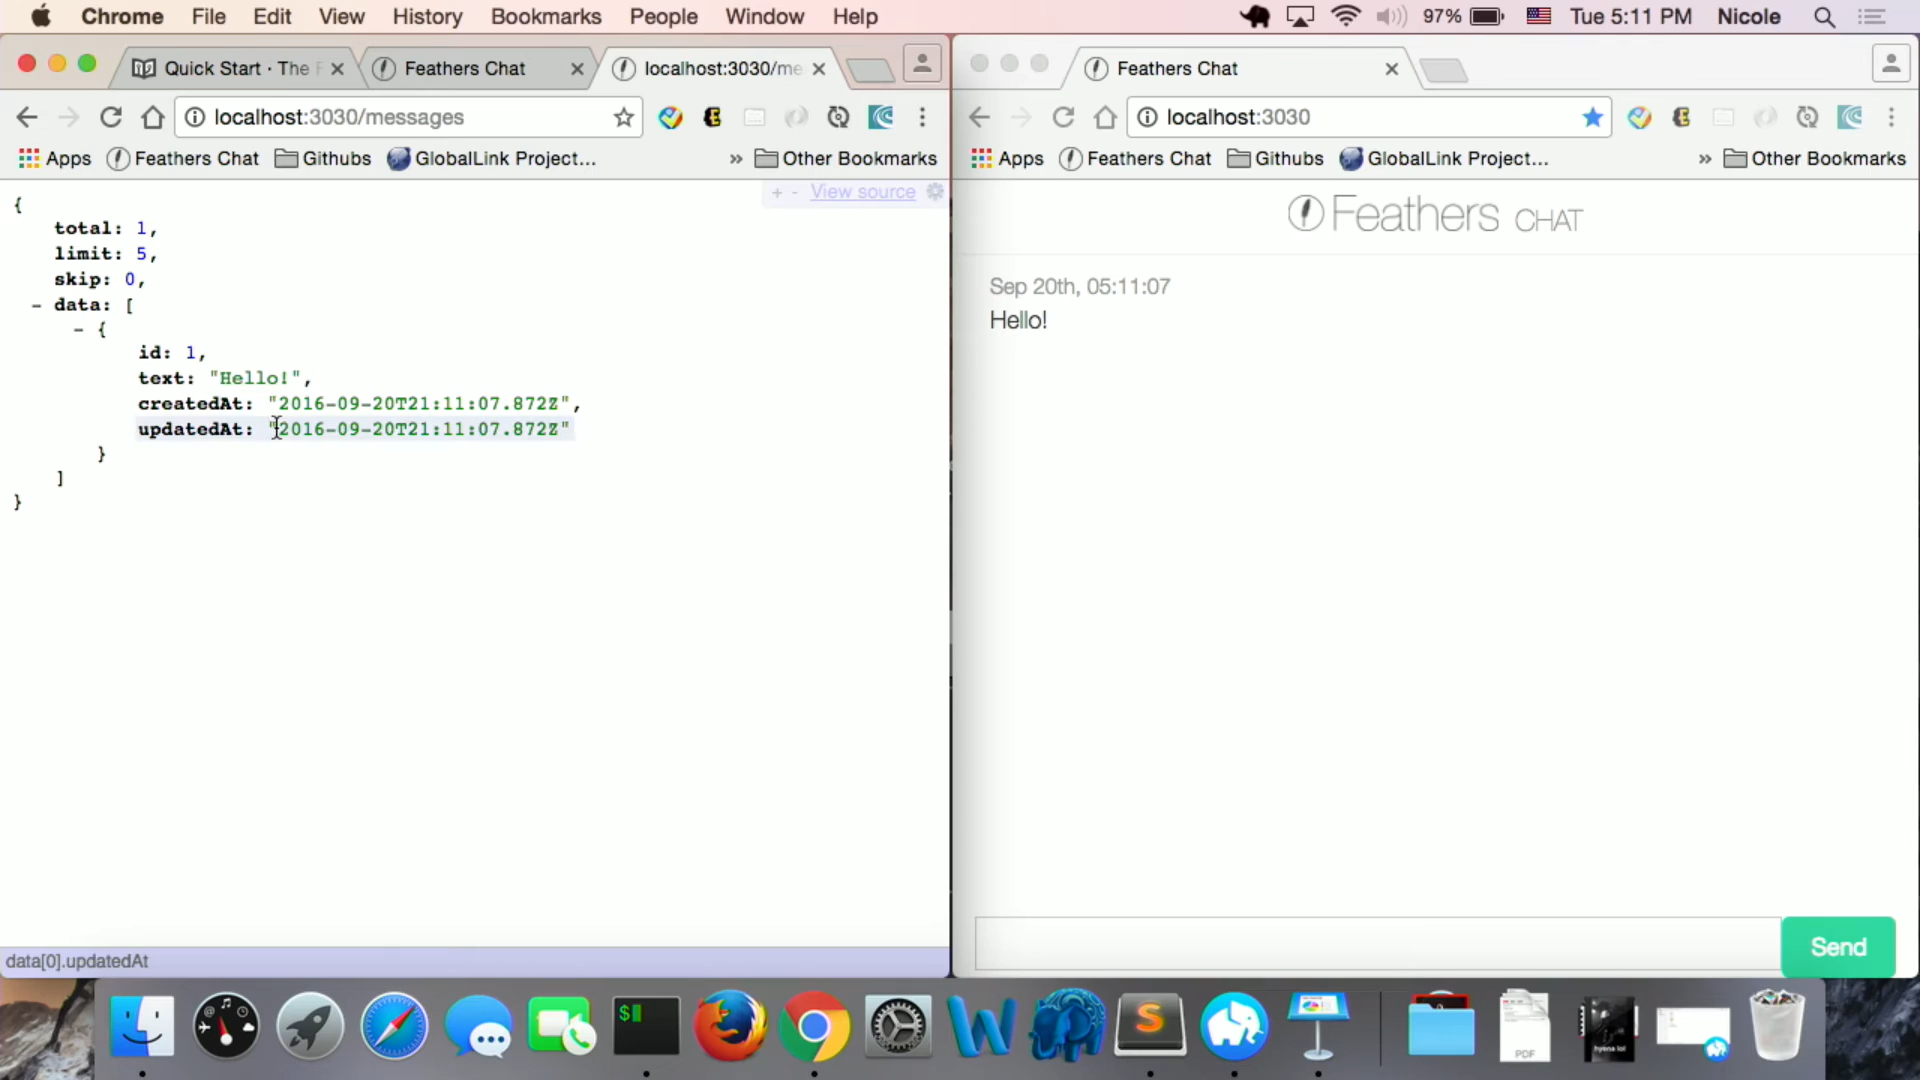 Chrome File Edit View History Bookmarks People Window Help 97% Tue 5:11 PM Nicole
Quick Start · The F
Feathers Chat
localhost:3030/me
localhost:3030/messages
Apps Feathers Chat Githubs GlobalLink Project... » Other Bookmarks
+ - View source
{
total: 1,
limit: 5,
skip: 0,
- data: [
- {
id: 1,
text: "Hello!",
createdAt: "2016-09-20T21:11:07.872Z",
updatedAt: "2016-09-20T21:11:07.872Z"
}
]
}
data[0].updatedAt
Feathers Chat
localhost:3030
Apps Feathers Chat Githubs GlobalLink Project... » Other Bookmarks
Feathers CHAT
Sep 20th, 05:11:07
Hello!
Send
$
W
S
PDF
hyena lol